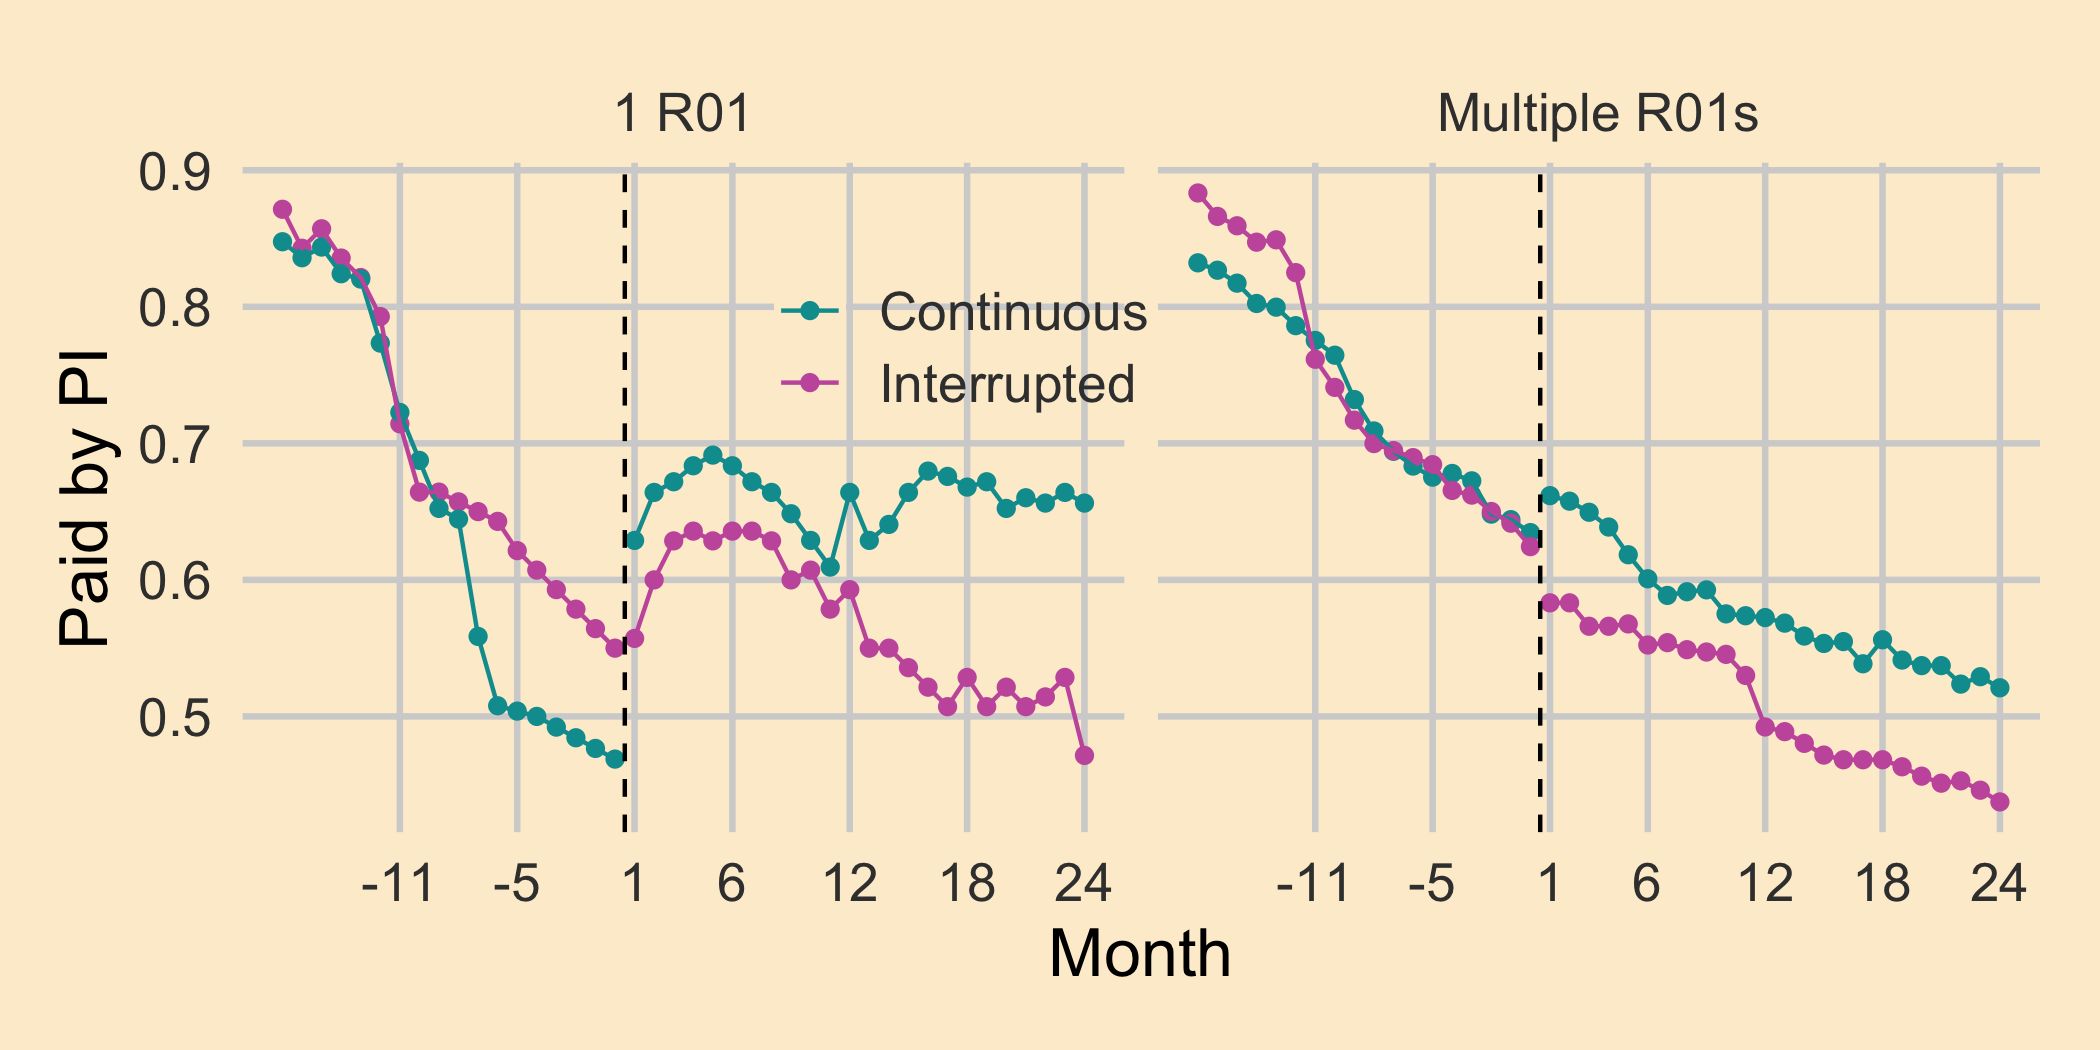 1 R01
Multiple R01s
0.9
0.8
0.7
0.6
0.5
Paid by PI
Continuous
Interrupted
-11 -5 1 6 12 18 24
-11 -5 1 6 12 18 24
Month